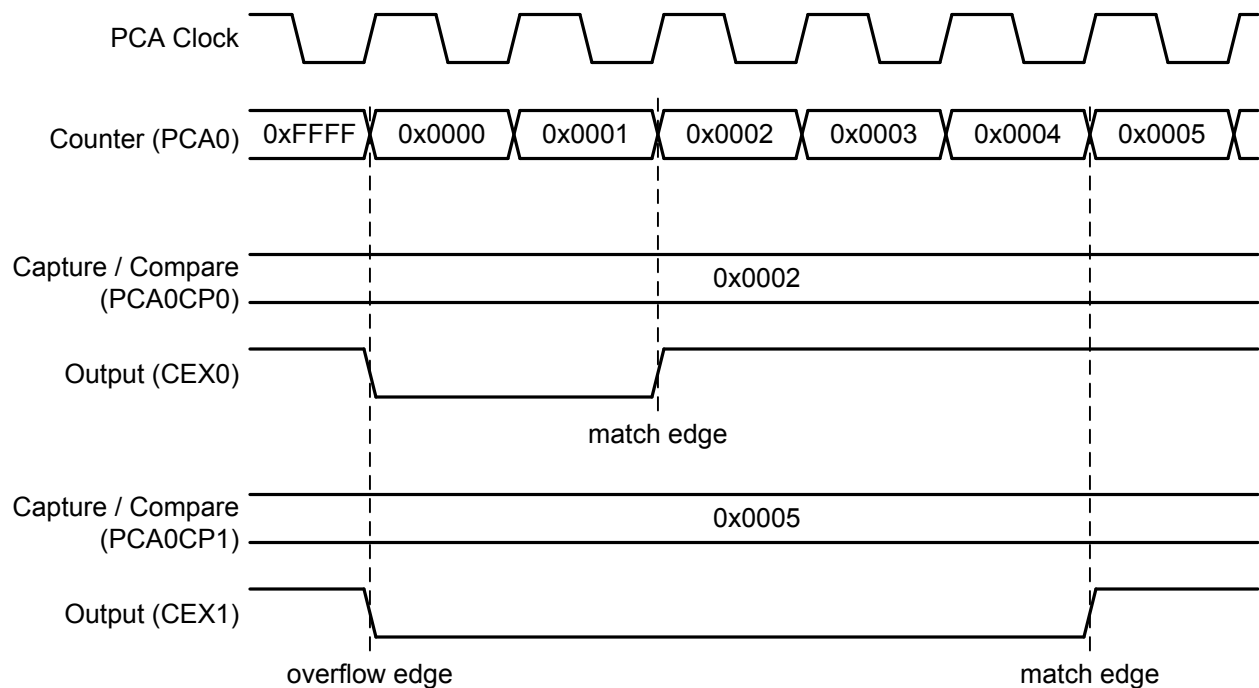 PCA Clock
Counter (PCA0)
0xFFFF 0x0000 0x0001 0x0002 0x0003 0x0004 0x0005
Capture / Compare
(PCA0CP0)
0x0002
Output (CEX0)
match edge
Capture / Compare
(PCA0CP1)
0x0005
Output (CEX1)
overflow edge
match edge